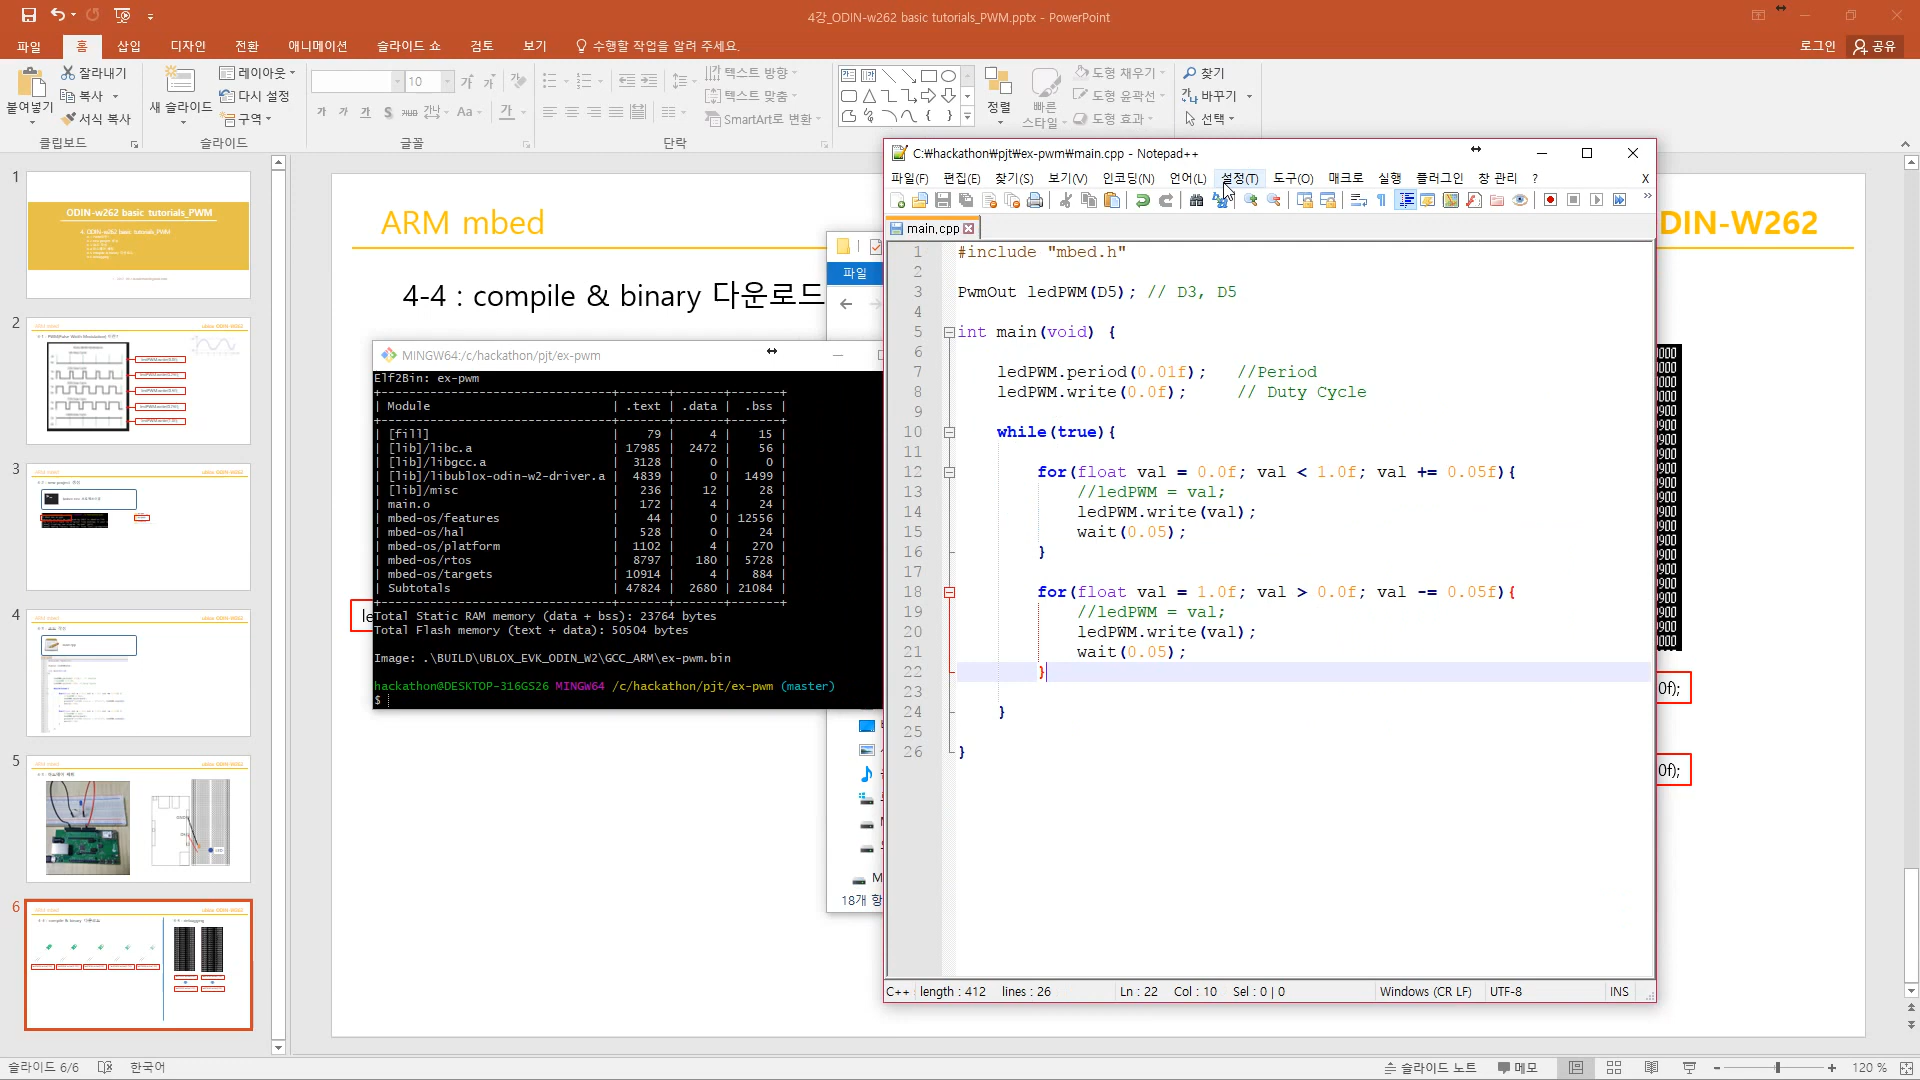 4강_ODIN-w262 basic tutorials_PWM.pptx - PowerPoint
파일 홈 삽입 디자인 전환 애니메이션 슬라이드 쇼 검토 보기 수행할 작업을 알려 주세요. 로그인 공유
붙여넣기 잘라내기 복사 서식 복사 클립보드
새 슬라이드 레이아웃 다시 설정 구역 슬라이드
10 가 가 가 가 가 S Aa 글꼴
텍스트 방향 텍스트 맞춤 SmartArt로 변환 단락
정렬 빠른 스타일 도형 채우기 도형 윤곽선 도형 효과
찾기 바꾸기 선택
1
ODIN-w262 basic tutorials_PWM
2
3
4
5
6
ARM mbed
DIN-W262
4-4 : compile & binary 다운로드
파일
18개 항
0f);
0f);
MINGW64:/c/hackathon/pjt/ex-pwm
Elf2Bin: ex-pwm
| Module | .text | .data | .bss |
| [fill] | 79 | 4 | 15 |
| [lib]/libc.a | 17985 | 2472 | 56 |
| [lib]/libgcc.a | 3128 | 0 | 0 |
| [lib]/libublox-odin-w2-driver.a | 4839 | 0 | 1499 |
| [lib]/misc | 236 | 12 | 28 |
| main.o | 172 | 4 | 24 |
| mbed-os/features | 44 | 0 | 12556 |
| mbed-os/hal | 528 | 0 | 24 |
| mbed-os/platform | 1102 | 4 | 270 |
| mbed-os/rtos | 8797 | 180 | 5728 |
| mbed-os/targets | 10914 | 4 | 884 |
| Subtotals | 47824 | 2680 | 21084 |
Total Static RAM memory (data + bss): 23764 bytes
Total Flash memory (text + data): 50504 bytes
Image: .\BUILD\UBLOX_EVK_ODIN_W2\GCC_ARM\ex-pwm.bin
hackathon@DESKTOP-316GS26 MINGW64 /c/hackathon/pjt/ex-pwm (master)
$
C:₩hackathon₩pjt₩ex-pwm₩main.cpp - Notepad++
파일(F) 편집(E) 찾기(S) 보기(V) 인코딩(N) 언어(L) 설정(T) 도구(O) 매크로 실행 플러그인 창 관리 ? X
main.cpp
1 #include "mbed.h"
2
3 PwmOut ledPWM(D5); // D3, D5
4
5 int main(void) {
6
7 ledPWM.period(0.01f); //Period
8 ledPWM.write(0.0f); // Duty Cycle
9
10 while(true){
11
12 for(float val = 0.0f; val < 1.0f; val += 0.05f){
13 //ledPWM = val;
14 ledPWM.write(val);
15 wait(0.05);
16 }
17
18 for(float val = 1.0f; val > 0.0f; val -= 0.05f){
19 //ledPWM = val;
20 ledPWM.write(val);
21 wait(0.05);
22 }
23
24 }
25
26 }
C++ length : 412 lines : 26 Ln : 22 Col : 10 Sel : 0 | 0 Windows (CR LF) UTF-8 INS
슬라이드 6/6 한국어 슬라이드 노트 메모 120 %